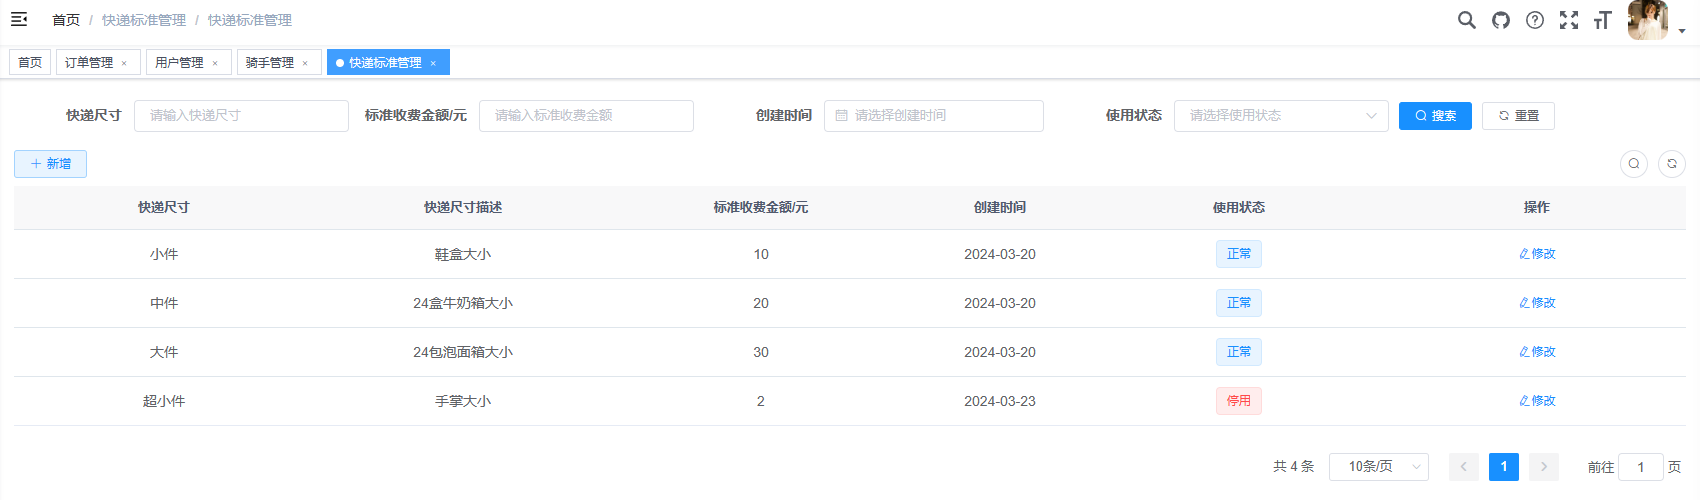 首页 / 快递标准管理 / 快递标准管理
首页 订单管理 × 用户管理 × 骑手管理 × 快递标准管理 ×
快递尺寸 请输入快递尺寸 标准收费金额/元 请输入标准收费金额 创建时间 请选择创建时间 使用状态 请选择使用状态 搜索 重置
新增
快递尺寸 快递尺寸描述 标准收费金额/元 创建时间 使用状态 操作
小件 鞋盒大小 10 2024-03-20 正常 修改
中件 24盒牛奶箱大小 20 2024-03-20 正常 修改
大件 24包泡面箱大小 30 2024-03-20 正常 修改
超小件 手掌大小 2 2024-03-23 停用 修改
共 4 条 10条/页 < 1 > 前往 1 页